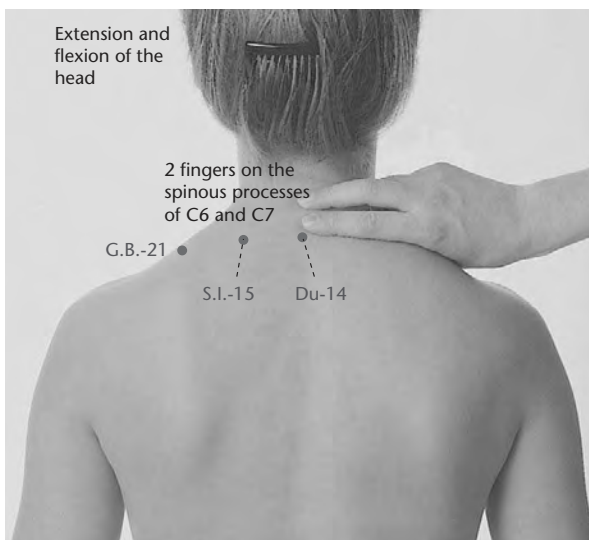 Extension and
flexion of the
head
2 fingers on the
spinous processes
of C6 and C7
G.B.-21
S.I.-15
Du-14